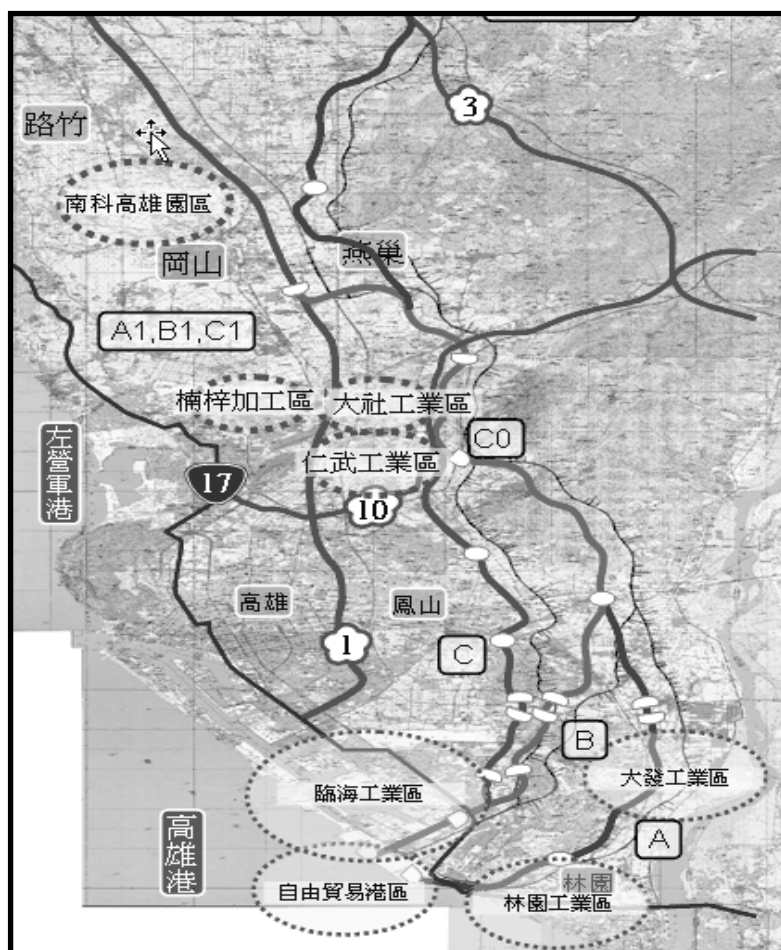 3
路竹
南科高雄園區
岡山
燕巢
A1,B1,C1
楠梓加工區
大社工業區
C0
左營軍港
仁武工業區
17
10
高雄
鳳山
1
C
B
臨海工業區
大發工業區
高雄港
A
自由貿易港區
林園
林園工業區